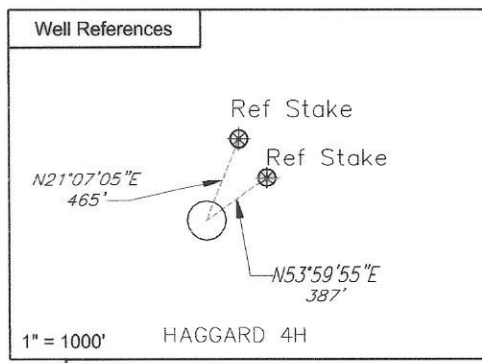 Well References
Ref Stake
Ref Stake
N21°07'05"E
465'
N53°59'55"E
387'
1" = 1000'
HAGGARD 4H